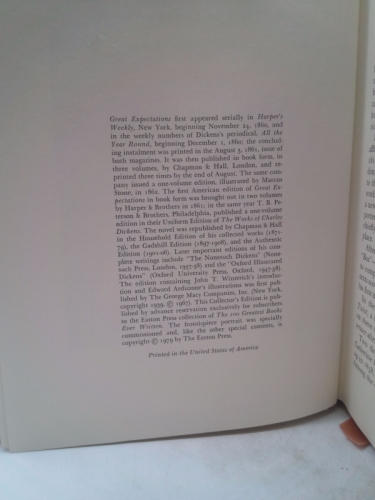 Great Expectations first appeared serially in Harper's
Weekly, New York, beginning November 24, 1860, and
in the weekly numbers of Dickens's periodical, All the
Year Round, beginning December 1, 1860; the conclud-
ing instalment was printed in the August 3, 1861, issue of
both magazines. It was then published in book form, in
three volumes, by Chapman & Hall, London, and re-
printed three times by the end of August. The same com-
pany issued a one-volume edition, illustrated by Marcus
Stone, in 1862. The first American edition of Great Ex-
pectations in book form was brought out in two volumes
by Harper & Brothers in 1861; in the same year T. B. Pe-
terson & Brothers, Philadelphia, published a one-volume
edition in their Uniform Edition of The Works of Charles
Dickens. The novel was republished by Chapman & Hall
in the Household Edition of his collected works (1871-
79), the Gadshill Edition (1897-1908), and the Authentic
Edition (1901-06). Later important editions of his com-
plete writings include "The Nonesuch Dickens" (None-
such Press, London, 1937-38) and the "Oxford Illustrated
Dickens" (Oxford University Press, Oxford, 1947-58).
The edition containing John T. Winterich's introduc-
tion and Edward Ardizzone's illustrations was first pub-
lished by The George Macy Companies, Inc. (New York,
copyright 1939, © 1967). This Collector's Edition is pub-
lished by advance reservation exclusively for subscribers
to the Easton Press collection of The 100 Greatest Books
Ever Written. The frontispiece portrait was specially
commissioned and, like the other special contents, is
copyright © 1979 by The Easton Press.
Printed in the United States of America